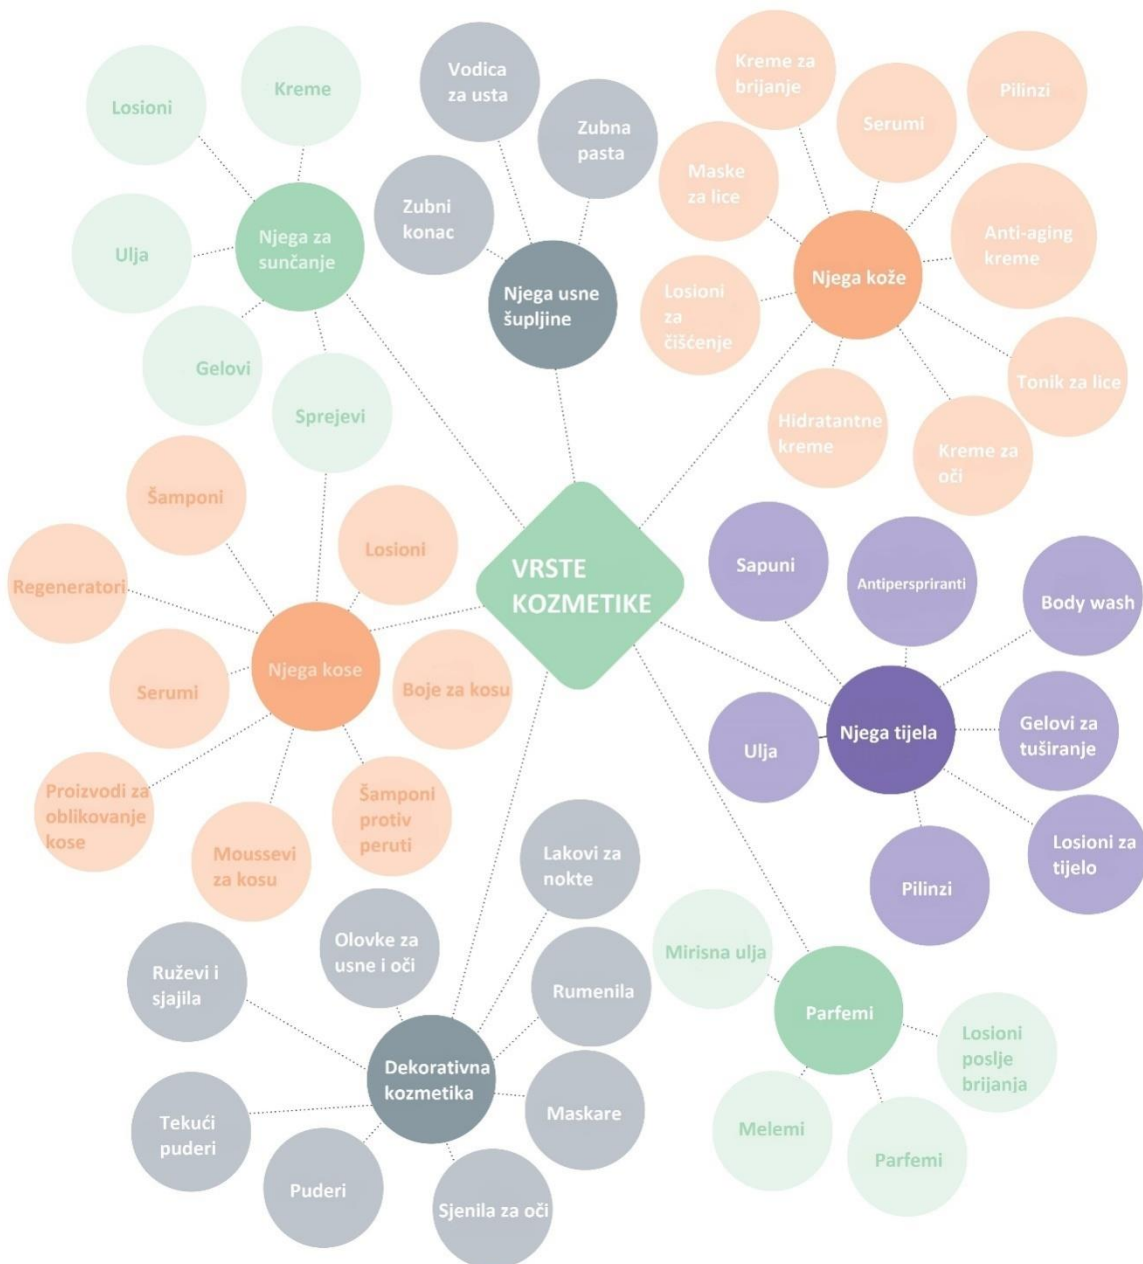 Losioni
Kreme
Ulja
Njega za
sunčanje
Gelovi
Sprejevi
Vodica
za usta
Zubna
pasta
Zubni
konac
Njega usne
šupljine
Kreme za
brijanje
Serumi
Pilinzi
Maske
za lice
Anti-aging
kreme
Njega kože
Losioni
za
čišćenje
Tonik za lice
Hidratantne
kreme
Kreme za
oči
VRSTE
KOZMETIKE
Šamponi
Losioni
Regeneratori
Njega kose
Serumi
Boje za kosu
Proizvodi za
oblikovanje
kose
Moussevi
za kosu
Šamponi
protiv
peruti
Sapuni
Antiperspriranti
Body wash
Njega tijela
Ulja
Gelovi za
tuširanje
Losioni za
tijelo
Pilinzi
Lakovi za
nokte
Olovke za
usne i oči
Ruževi i
sjajila
Rumenila
Dekorativna
kozmetika
Maskare
Tekući
puderi
Puderi
Sjenila za oči
Mirisna ulja
Parfemi
Losioni
poslje
brijanja
Melemi
Parfemi